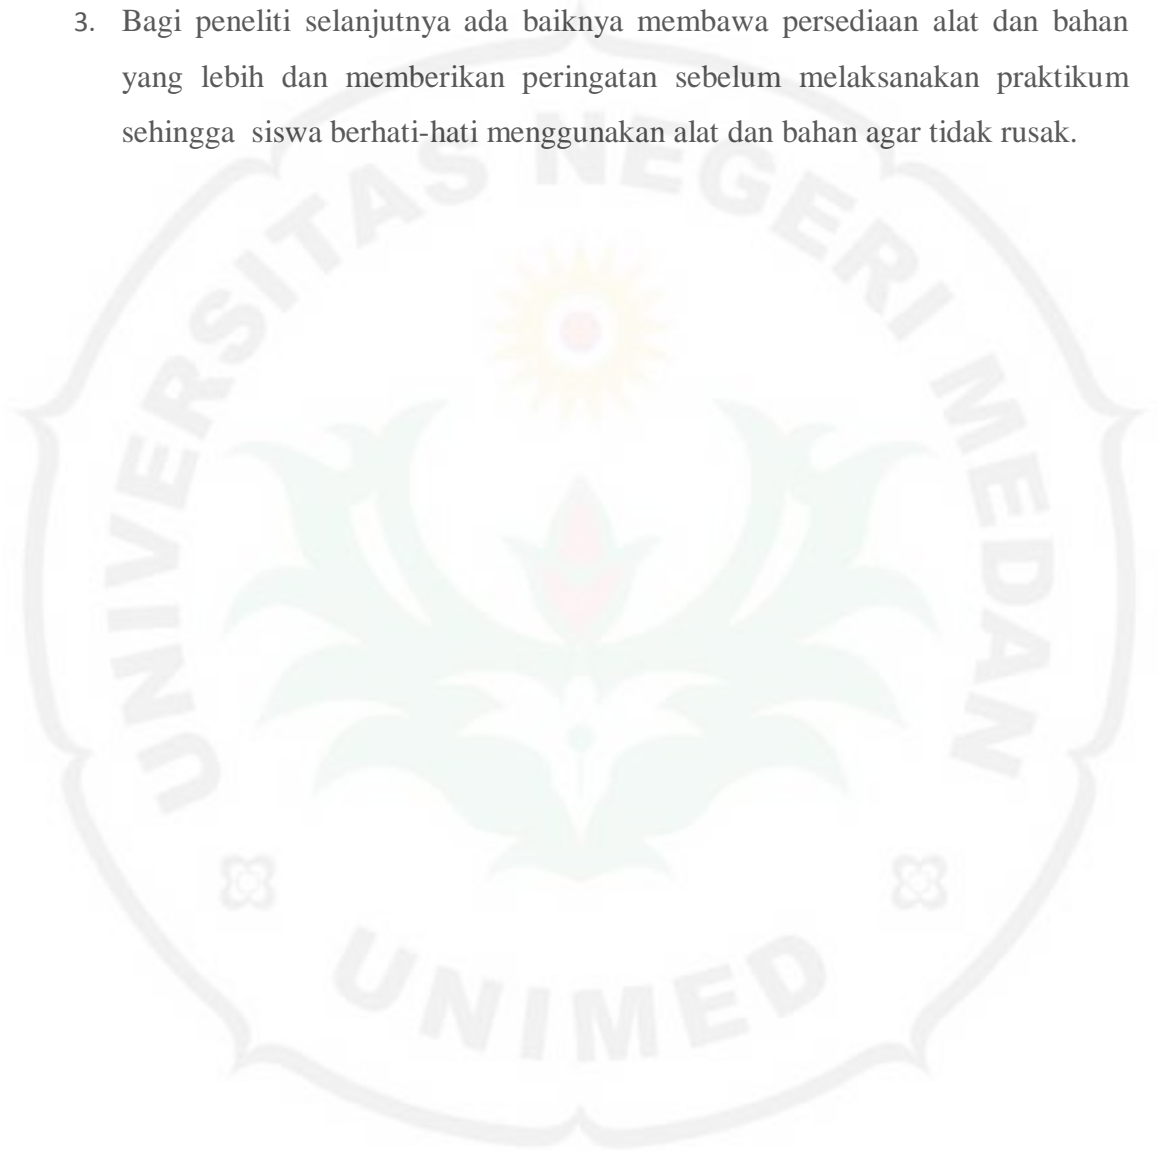 3. Bagi peneliti selanjutnya ada baiknya membawa persediaan alat dan bahan
yang lebih dan memberikan peringatan sebelum melaksanakan praktikum
sehingga siswa berhati-hati menggunakan alat dan bahan agar tidak rusak.
UNIVERSITAS NEGERI MEDAN
UNIMED